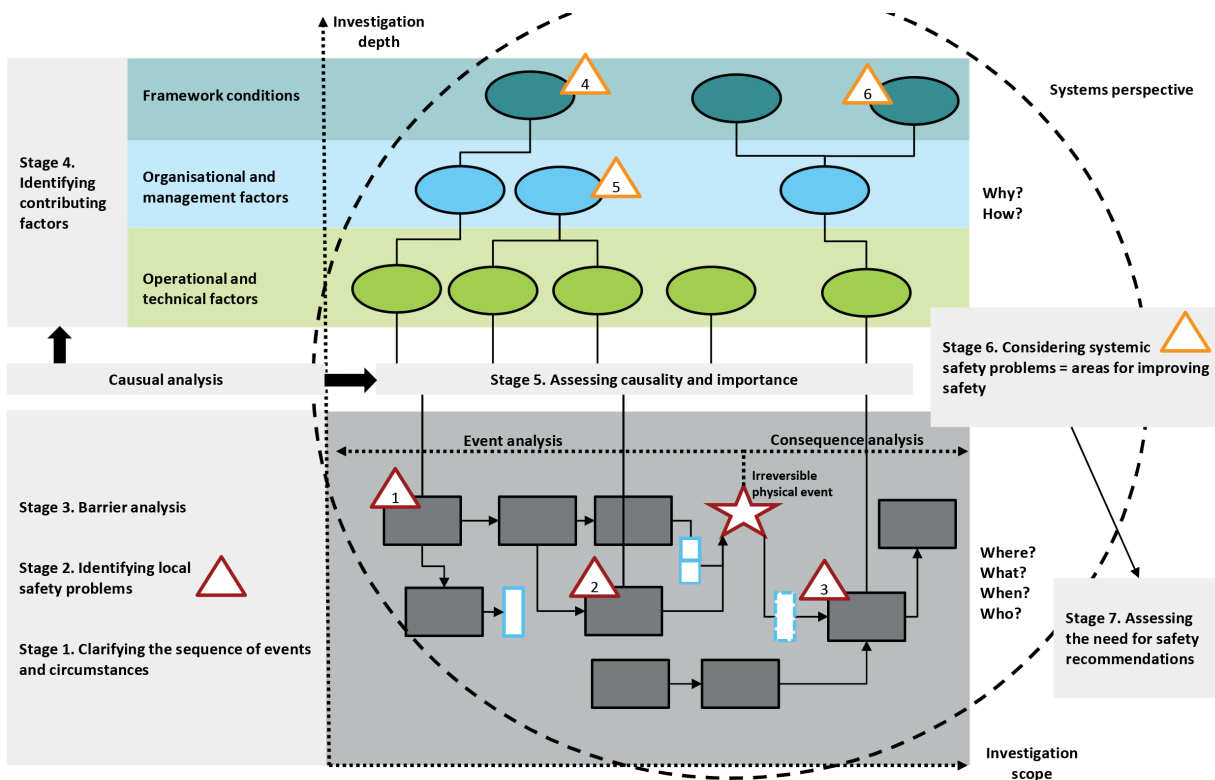 Investigation
depth
Framework conditions
4
6
Systems perspective
Stage 4.
Identifying
contributing
factors
Organisational and
management factors
5
Why?
How?
Operational and
technical factors
Stage 6. Considering systemic
safety problems = areas for improving
safety
Causal analysis
Stage 5. Assessing causality and importance
Event analysis
Consequence analysis
Irreversible
physical event
1
Stage 3. Barrier analysis
Stage 2. Identifying local
safety problems
2
3
Where?
What?
When?
Who?
Stage 7. Assessing
the need for safety
recommendations
Stage 1. Clarifying the sequence of events
and circumstances
Investigation
scope